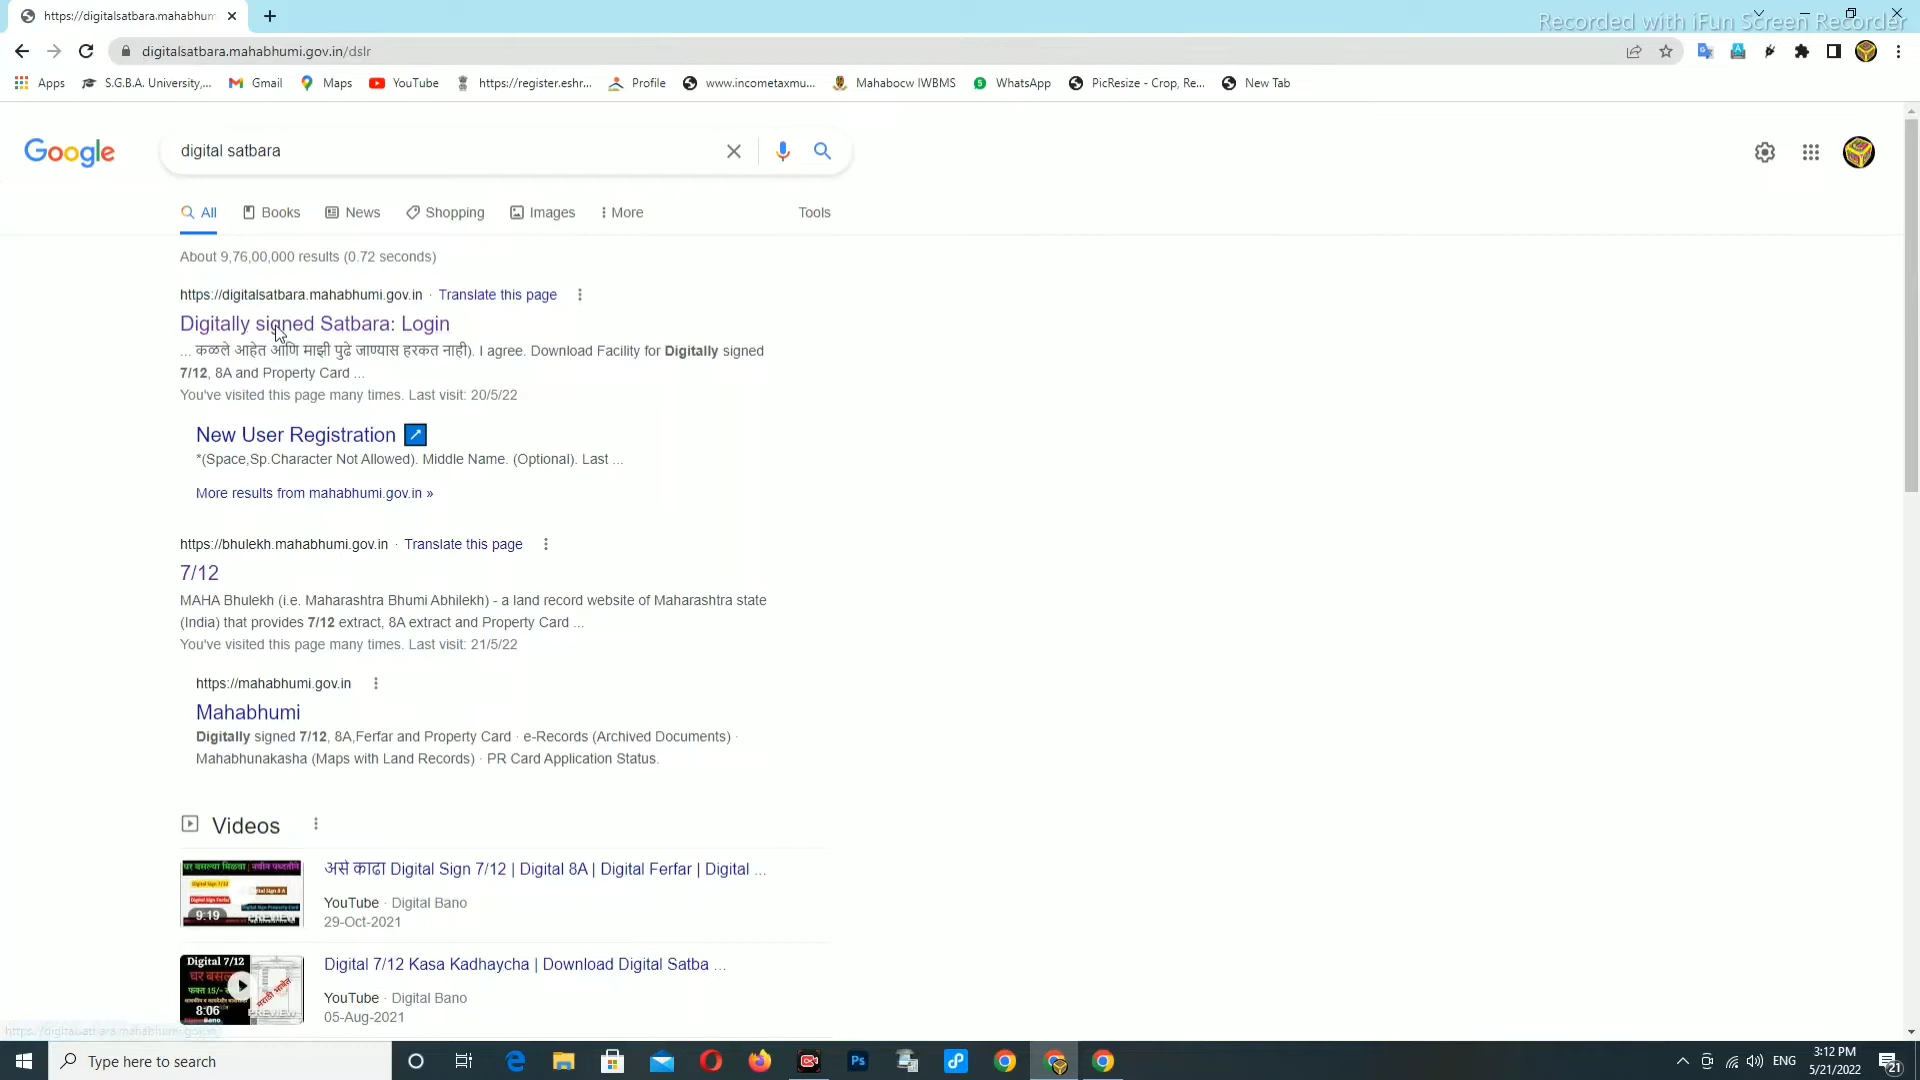 https://digitalsatbara.mahabhum
Recorded with iFun Screen Recorder
digitalsatbara.mahabhumi.gov.in/dslr
Apps S.G.B.A. University,... Gmail Maps YouTube https://register.eshr... Profile www.incometaxmu... Mahabocw IWBMS WhatsApp PicResize - Crop, Re... New Tab
Google digital satbara
All Books News Shopping Images More Tools
About 9,76,00,000 results (0.72 seconds)
https://digitalsatbara.mahabhumi.gov.in · Translate this page
Digitally signed Satbara: Login
... कळले आहेत आणि माझी पुढे जाण्यास हरकत नाही). I agree. Download Facility for Digitally signed
7/12, 8A and Property Card ...
You've visited this page many times. Last visit: 20/5/22
New User Registration
*(Space,Sp.Character Not Allowed). Middle Name. (Optional). Last ...
More results from mahabhumi.gov.in »
https://bhulekh.mahabhumi.gov.in · Translate this page
7/12
MAHA Bhulekh (i.e. Maharashtra Bhumi Abhilekh) - a land record website of Maharashtra state
(India) that provides 7/12 extract, 8A extract and Property Card ...
You've visited this page many times. Last visit: 21/5/22
https://mahabhumi.gov.in
Mahabhumi
Digitally signed 7/12, 8A,Ferfar and Property Card · e-Records (Archived Documents) ·
Mahabhunakasha (Maps with Land Records) · PR Card Application Status.
Videos
असे काढा Digital Sign 7/12 | Digital 8A | Digital Ferfar | Digital ...
9:19 PREVIEW
YouTube · Digital Bano
29-Oct-2021
Digital 7/12 Kasa Kadhaycha | Download Digital Satba ...
Digital 7/12
8:06 PREVIEW
YouTube · Digital Bano
05-Aug-2021
https://digitalsatbara.mahabhumi.gov.in
Type here to search
Ps
ENG
3:12 PM
5/21/2022
21